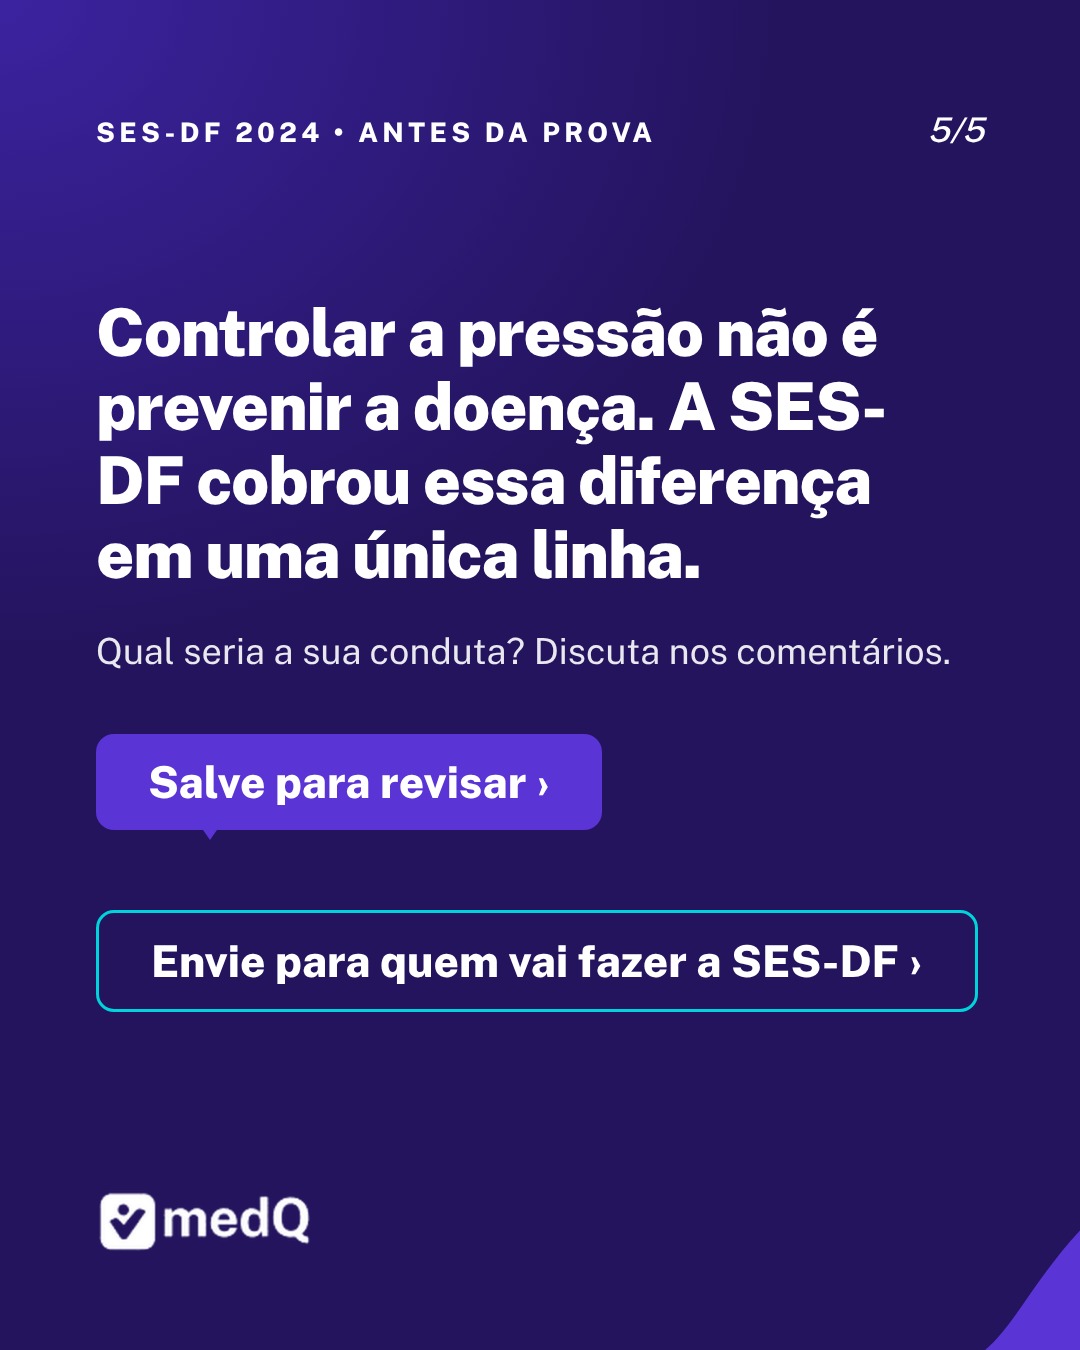 SES-DF 2024 • ANTES DA PROVA
5/5
Controlar a pressão não é
prevenir a doença. A SES-
DF cobrou essa diferença
em uma única linha.
Qual seria a sua conduta? Discuta nos comentários.
Salve para revisar ›
Envie para quem vai fazer a SES-DF ›
medQ